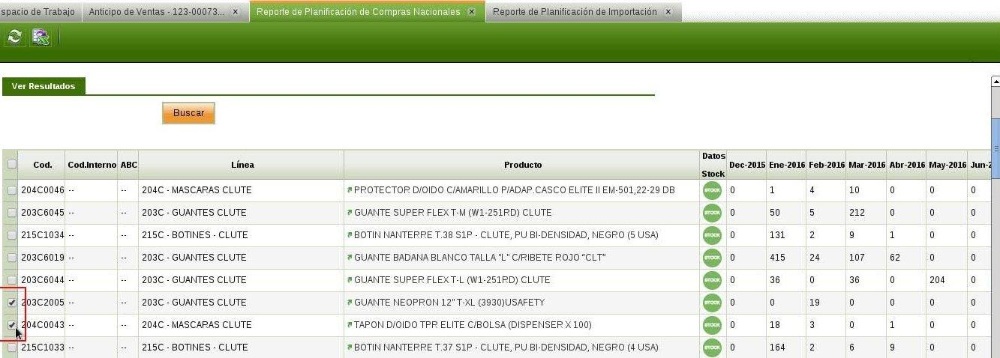 spacio de Trabajo Anticipo de Ventas - 123-00073... x Reporte de Planificación de Compras Nacionales x Reporte de Planificación de Importación x
Ver Resultados
Buscar
Cod. Cod.Interno ABC Línea Producto Datos Stock Dec-2015 Ene-2016 Feb-2016 Mar-2016 Abr-2016 May-2016 Jun-2
204C0046 -- -- 204C - MASCARAS CLUTE PROTECTOR D/OIDO C/AMARILLO P/ADAP.CASCO ELITE II EM-501,22-29 DB STOCK 0 1 4 10 0 0 0
203C6045 -- -- 203C - GUANTES CLUTE GUANTE SUPER FLEX T-M (W1-251RD) CLUTE STOCK 0 50 5 212 0 0 0
215C1034 -- -- 215C - BOTINES - CLUTE BOTIN NANTERRE T.38 S1P - CLUTE, PU BI-DENSIDAD, NEGRO (5 USA) STOCK 0 131 2 9 1 0 0
203C6019 -- -- 203C - GUANTES CLUTE GUANTE BADANA BLANCO TALLA "L" C/RIBETE ROJO "CLT" STOCK 0 415 24 107 62 0 0
203C6044 -- -- 203C - GUANTES CLUTE GUANTE SUPER FLEX T-L (W1-251RD) CLUTE STOCK 0 36 0 36 0 204 0
203C2005 -- -- 203C - GUANTES CLUTE GUANTE NEOPRON 12" T-XL (3930)USAFETY STOCK 0 0 19 0 0 0 0
204C0043 -- -- 204C - MASCARAS CLUTE TAPON D/OIDO TPR ELITE C/BOLSA (DISPENSER X 100) STOCK 0 18 3 0 1 0 0
215C1033 -- -- 215C - BOTINES - CLUTE BOTIN NANTERRE T.37 S1P - CLUTE, PU BI-DENSIDAD, NEGRO (4 USA) STOCK 0 164 2 6 9 0 0